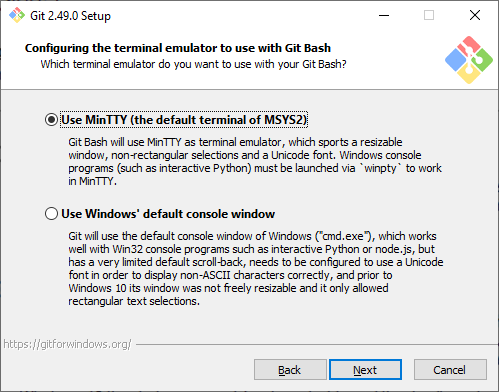 Git 2.49.0 Setup
Configuring the terminal emulator to use with Git Bash
Which terminal emulator do you want to use with your Git Bash?
Use MinTTY (the default terminal of MSYS2)
Git Bash will use MinTTY as terminal emulator, which sports a resizable
window, non-rectangular selections and a Unicode font. Windows console
programs (such as interactive Python) must be launched via `winpty` to work
in MinTTY.
Use Windows' default console window
Git will use the default console window of Windows ("cmd.exe"), which works
well with Win32 console programs such as interactive Python or node.js, but
has a very limited default scroll-back, needs to be configured to use a Unicode
font in order to display non-ASCII characters correctly, and prior to
Windows 10 its window was not freely resizable and it only allowed
rectangular text selections.
https://gitforwindows.org/
Back
Next
Cancel